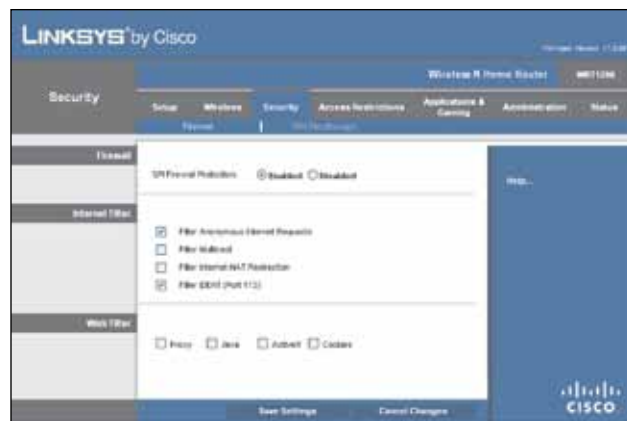 LINKSYS® by Cisco
Wireless-N Home Router
Security
Setup Wireless Security Access Restrictions Applications & Gaming Administration Status
Firewall | VPN Passthrough
Firewall
SPI Firewall Protection: Enabled Disabled
Help...
Internet Filter
Filter Anonymous Internet Requests
Filter Multicast
Filter Internet NAT Redirection
Filter IDENT (Port 113)
Web Filter
Proxy Java ActiveX Cookies
Save Settings Cancel Changes
CISCO